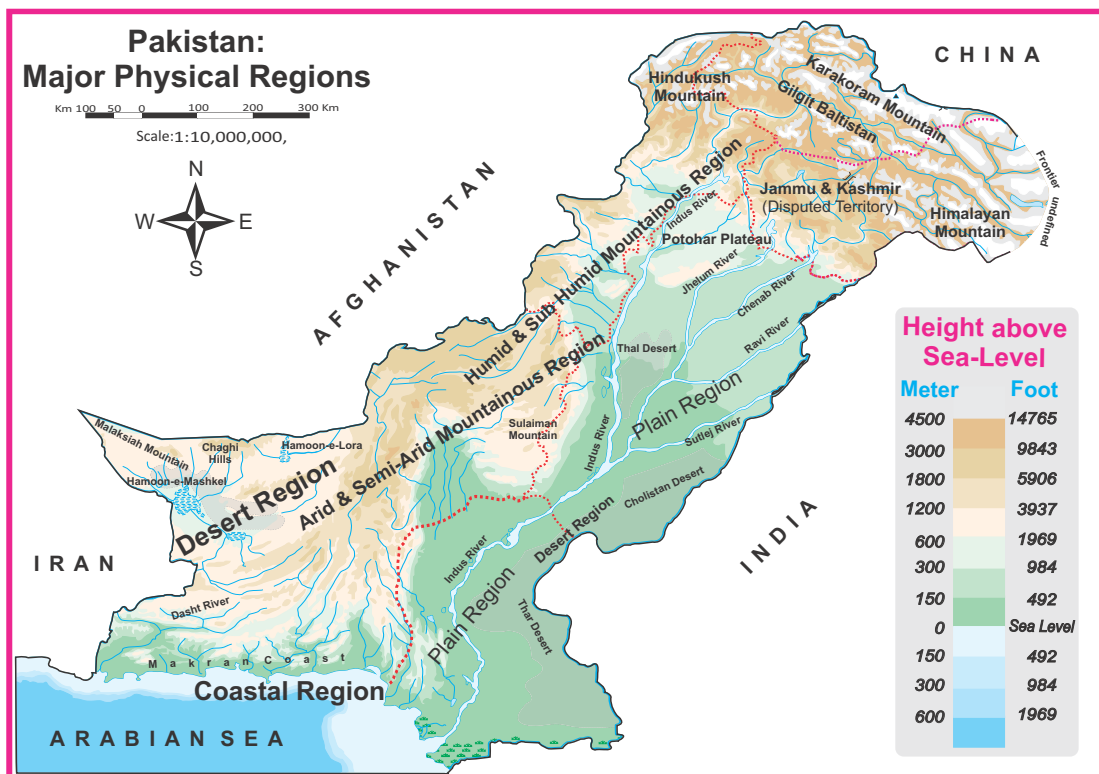 Pakistan:
Major Physical Regions
Km 100 50 0 100 200 300 Km
Scale:1:10,000,000,
N
W E
S
CHINA
AFGHANISTAN
IRAN
INDIA
ARABIAN SEA
Hindukush
Mountain
Karakoram Mountain
Gilgit Baltistan
Frontier undefined
Jammu & Kashmir
(Disputed Territory)
Himalayan
Mountain
Humid & Sub Humid Mountainous Region
Indus River
Potohar Plateau
Jhelum River
Chenab River
Ravi River
Thal Desert
Plain Region
Sutlej River
Indus River
Arid & Semi-Arid Mountainous Region
Sulaiman
Mountain
Malaksiah Mountain
Chaghi
Hills
Hamoon-e-Lora
Hamoon-e-Mashkel
Desert Region
Cholistan Desert
Desert Region
Indus River
Plain Region
Thar Desert
Dasht River
Makran Coast
Coastal Region
Height above
Sea-Level
Meter Foot
4500 14765
3000 9843
1800 5906
1200 3937
600 1969
300 984
150 492
0 Sea Level
150 492
300 984
600 1969